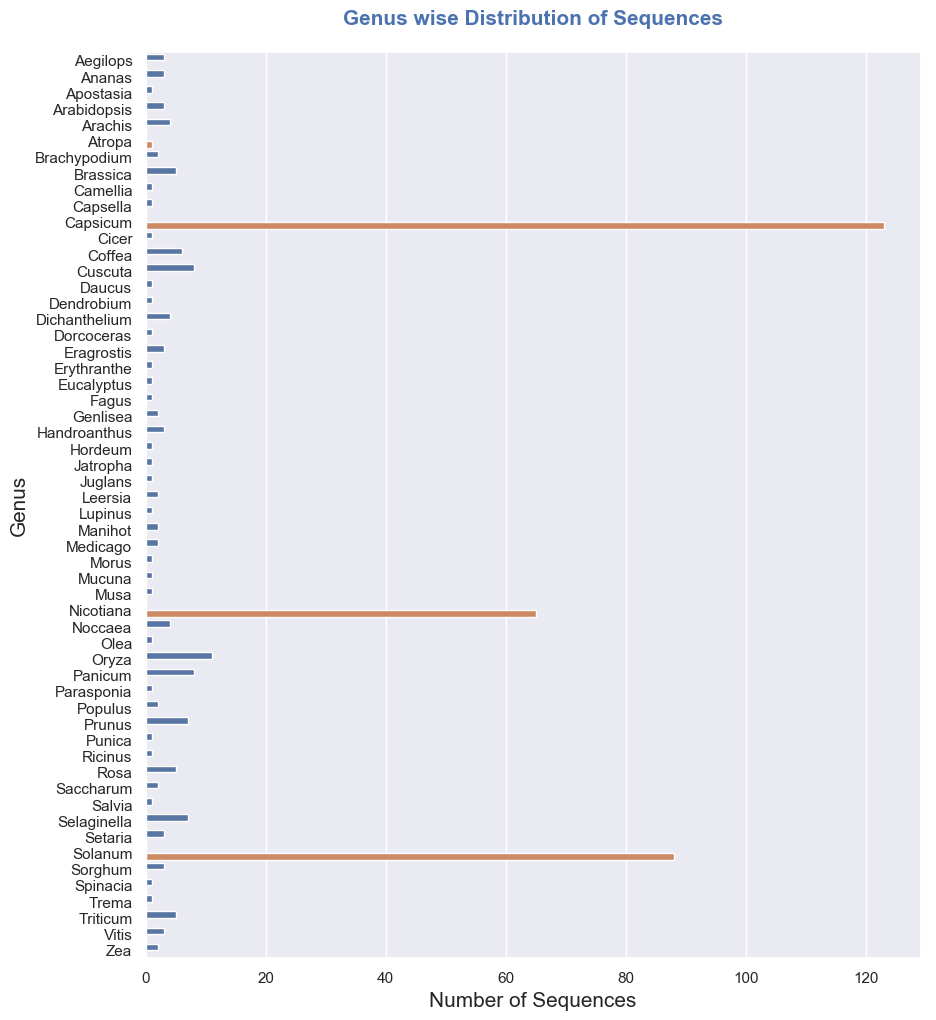 Genus wise Distribution of Sequences
Aegilops
Ananas
Apostasia
Arabidopsis
Arachis
Atropa
Brachypodium
Brassica
Camellia
Capsella
Capsicum
Cicer
Coffea
Cuscuta
Daucus
Dendrobium
Dichanthelium
Dorcoceras
Eragrostis
Erythranthe
Eucalyptus
Fagus
Genlisea
Handroanthus
Hordeum
Jatropha
Juglans
Leersia
Lupinus
Manihot
Medicago
Morus
Mucuna
Musa
Nicotiana
Noccaea
Olea
Oryza
Panicum
Parasponia
Populus
Prunus
Punica
Ricinus
Rosa
Saccharum
Salvia
Selaginella
Setaria
Solanum
Sorghum
Spinacia
Trema
Triticum
Vitis
Zea
Genus
0 20 40 60 80 100 120
Number of Sequences